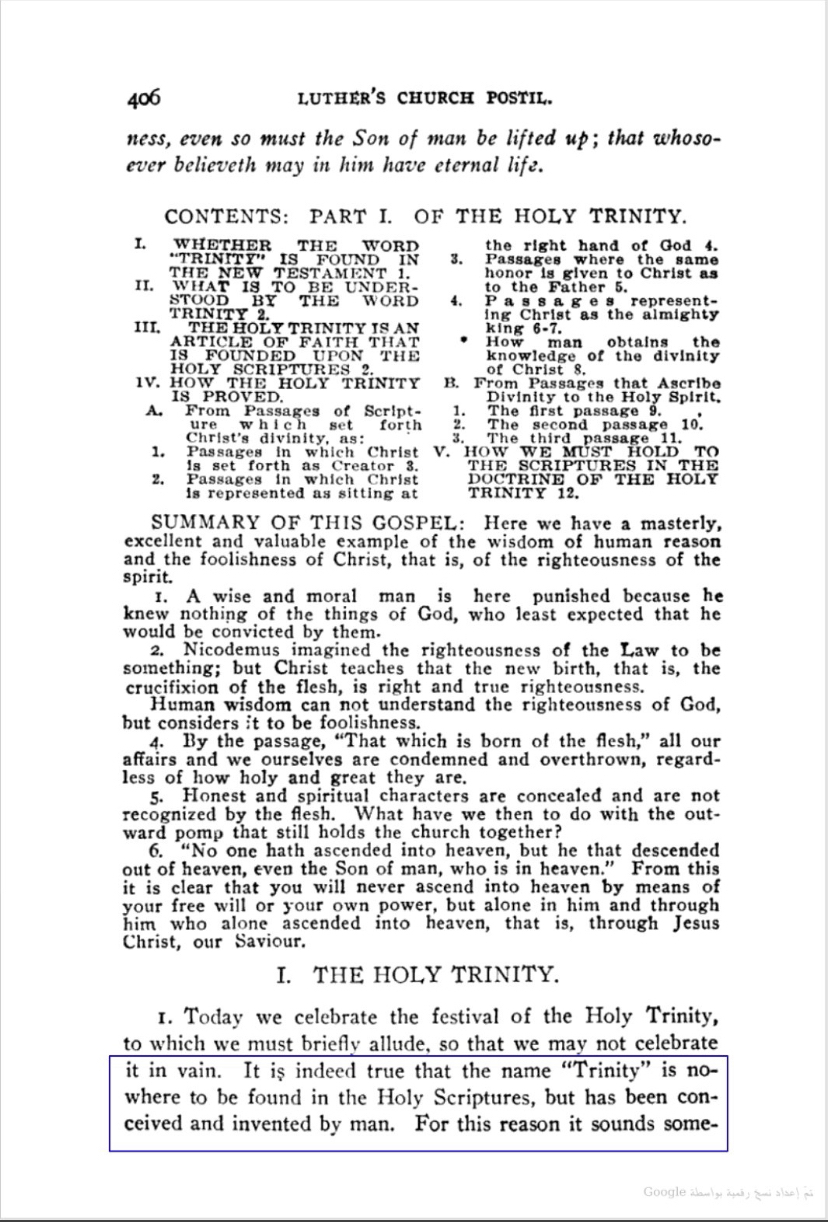 406 LUTHER'S CHURCH POSTIL.
ness, even so must the Son of man be lifted up; that whoso-
ever believeth may in him have eternal life.
CONTENTS: PART I. OF THE HOLY TRINITY.
I. WHETHER THE WORD
"TRINITY" IS FOUND IN
THE NEW TESTAMENT 1.
II. WHAT IS TO BE UNDER-
STOOD BY THE WORD
TRINITY 2.
III. THE HOLY TRINITY IS AN
ARTICLE OF FAITH THAT
IS FOUNDED UPON THE
HOLY SCRIPTURES 2.
IV. HOW THE HOLY TRINITY
IS PROVED.
A. From Passages of Script-
ure which set forth
Christ's divinity, as:
1. Passages in which Christ
is set forth as Creator 3.
2. Passages in which Christ
is represented as sitting at
the right hand of God 4.
3. Passages where the same
honor is given to Christ as
to the Father 5.
4. Passages represent-
ing Christ as the almighty
king 6-7.
* How man obtains the
knowledge of the divinity
of Christ 8.
B. From Passages that Ascribe
Divinity to the Holy Spirit.
1. The first passage 9.
2. The second passage 10.
3. The third passage 11.
V. HOW WE MUST HOLD TO
THE SCRIPTURES IN THE
DOCTRINE OF THE HOLY
TRINITY 12.
SUMMARY OF THIS GOSPEL: Here we have a masterly,
excellent and valuable example of the wisdom of human reason
and the foolishness of Christ, that is, of the righteousness of the
spirit.
1. A wise and moral man is here punished because he
knew nothing of the things of God, who least expected that he
would be convicted by them.
2. Nicodemus imagined the righteousness of the Law to be
something; but Christ teaches that the new birth, that is, the
crucifixion of the flesh, is right and true righteousness.
Human wisdom can not understand the righteousness of God,
but considers it to be foolishness.
4. By the passage, "That which is born of the flesh," all our
affairs and we ourselves are condemned and overthrown, regard-
less of how holy and great they are.
5. Honest and spiritual characters are concealed and are not
recognized by the flesh. What have we then to do with the out-
ward pomp that still holds the church together?
6. "No one hath ascended into heaven, but he that descended
out of heaven, even the Son of man, who is in heaven." From this
it is clear that you will never ascend into heaven by means of
your free will or your own power, but alone in him and through
him who alone ascended into heaven, that is, through Jesus
Christ, our Saviour.
I. THE HOLY TRINITY.
1. Today we celebrate the festival of the Holy Trinity,
to which we must briefly allude, so that we may not celebrate
it in vain. It is indeed true that the name "Trinity" is no-
where to be found in the Holy Scriptures, but has been con-
ceived and invented by man. For this reason it sounds some-
تمّ إعداد نسخ رقمية بواسطة Google